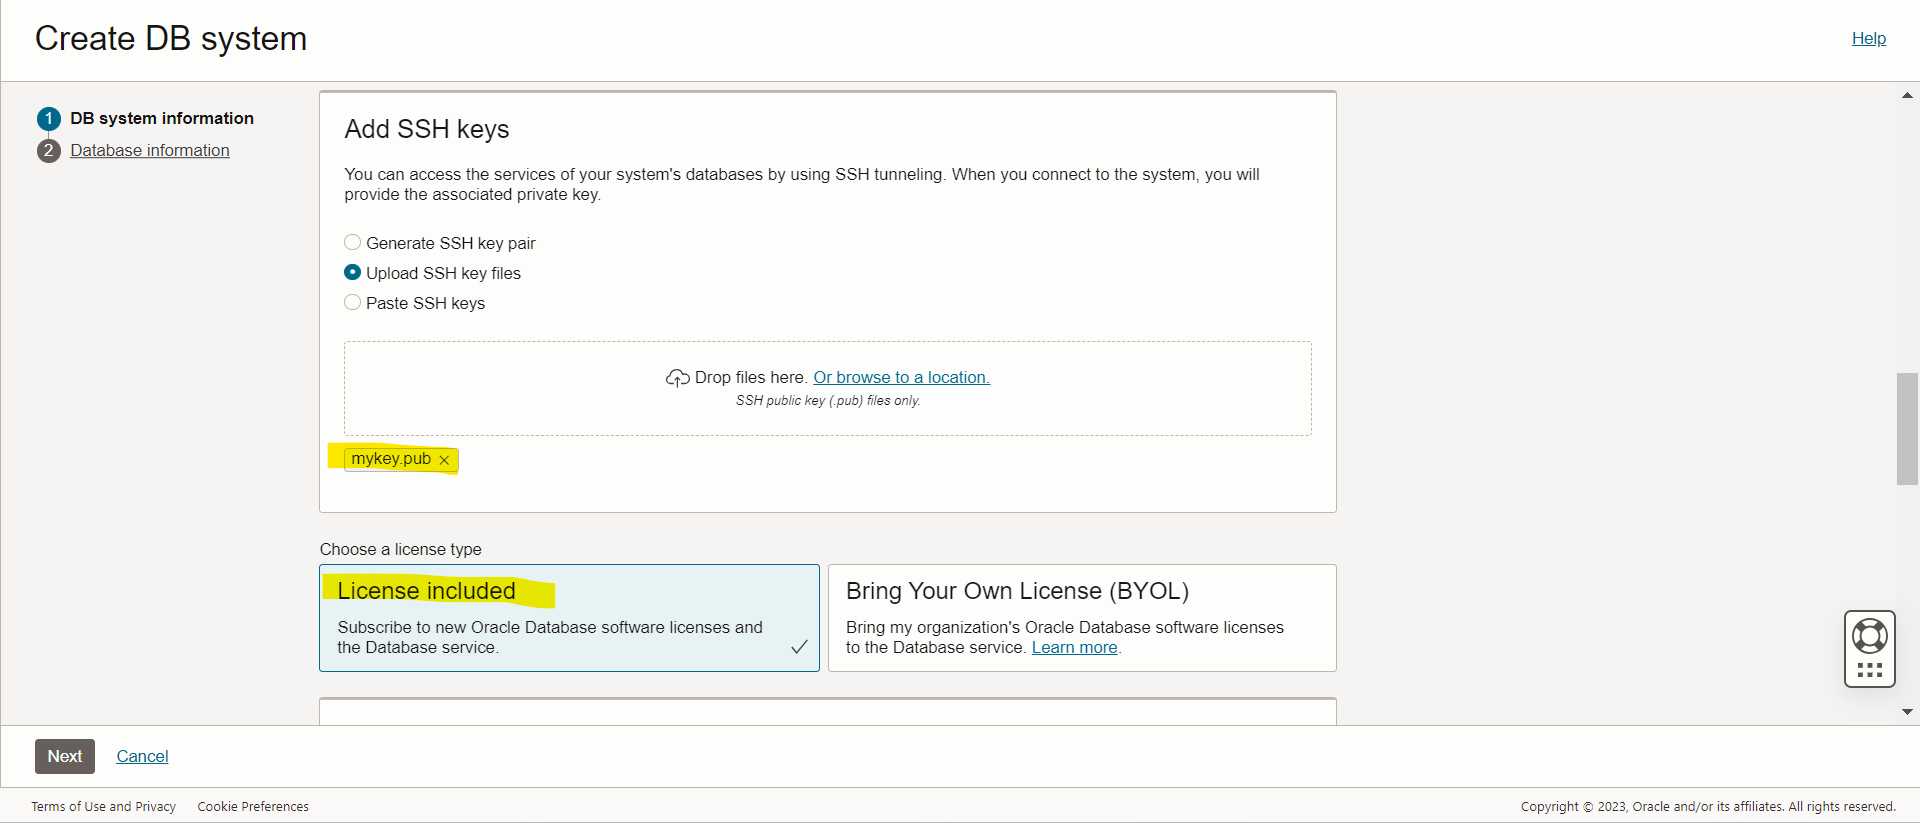 Create DB system
Help
1 DB system information
2 Database information
Add SSH keys
You can access the services of your system's databases by using SSH tunneling. When you connect to the system, you will
provide the associated private key.
Generate SSH key pair
Upload SSH key files
Paste SSH keys
Drop files here. Or browse to a location.
SSH public key (.pub) files only.
mykey.pub ×
Choose a license type
License included
Subscribe to new Oracle Database software licenses and
the Database service.
Bring Your Own License (BYOL)
Bring my organization's Oracle Database software licenses
to the Database service. Learn more.
Next Cancel
Terms of Use and Privacy Cookie Preferences
Copyright © 2023, Oracle and/or its affiliates. All rights reserved.